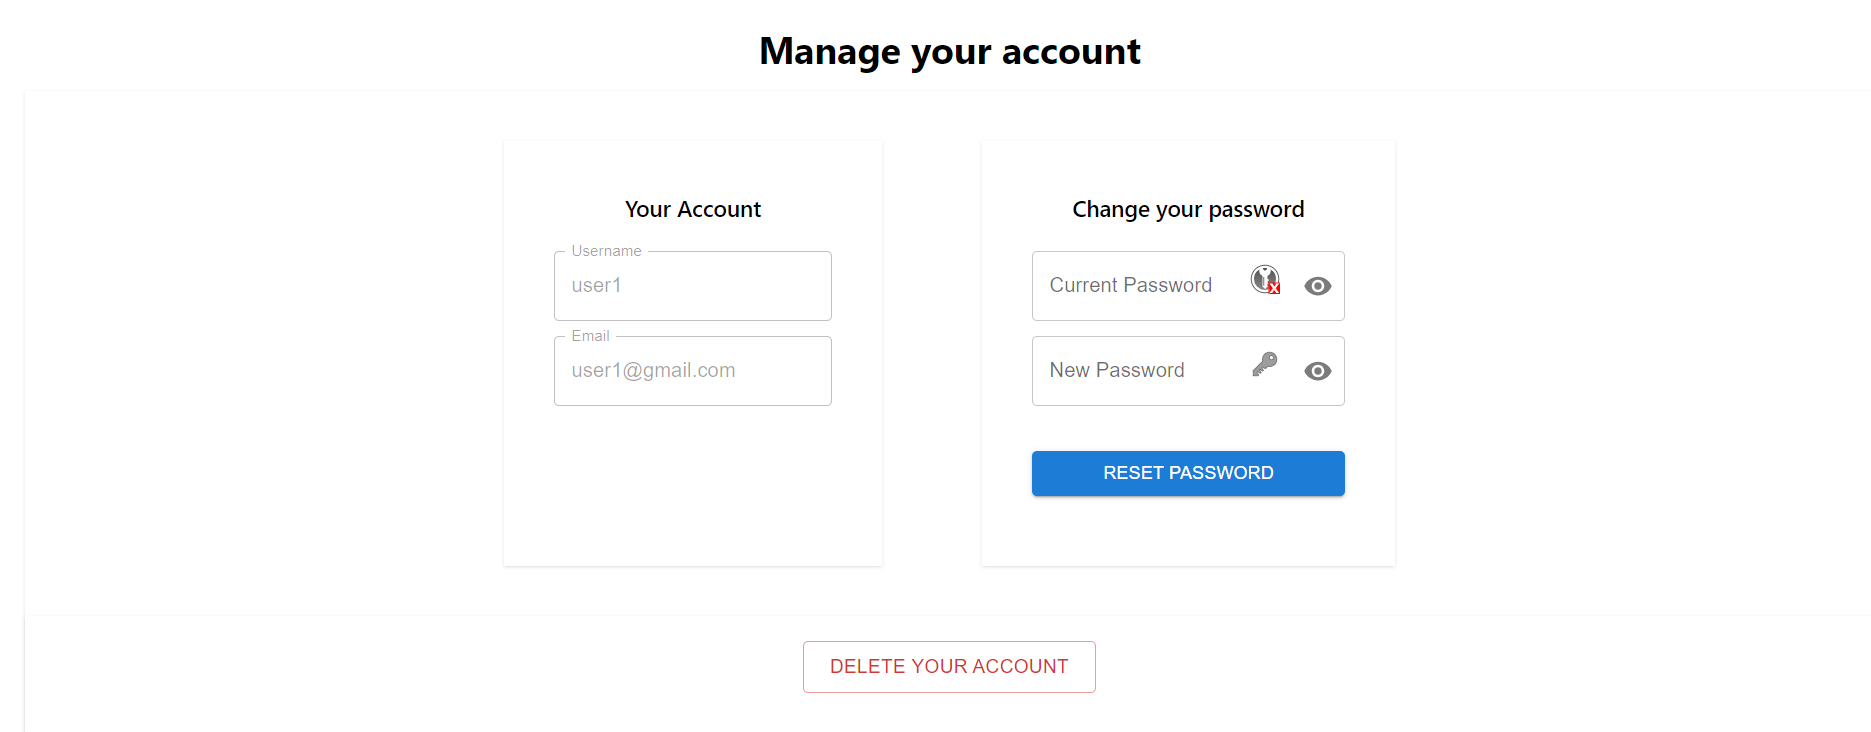 Manage your account
Your Account
Username
user1
Email
user1@gmail.com
Change your password
Current Password
X
New Password
RESET PASSWORD
DELETE YOUR ACCOUNT